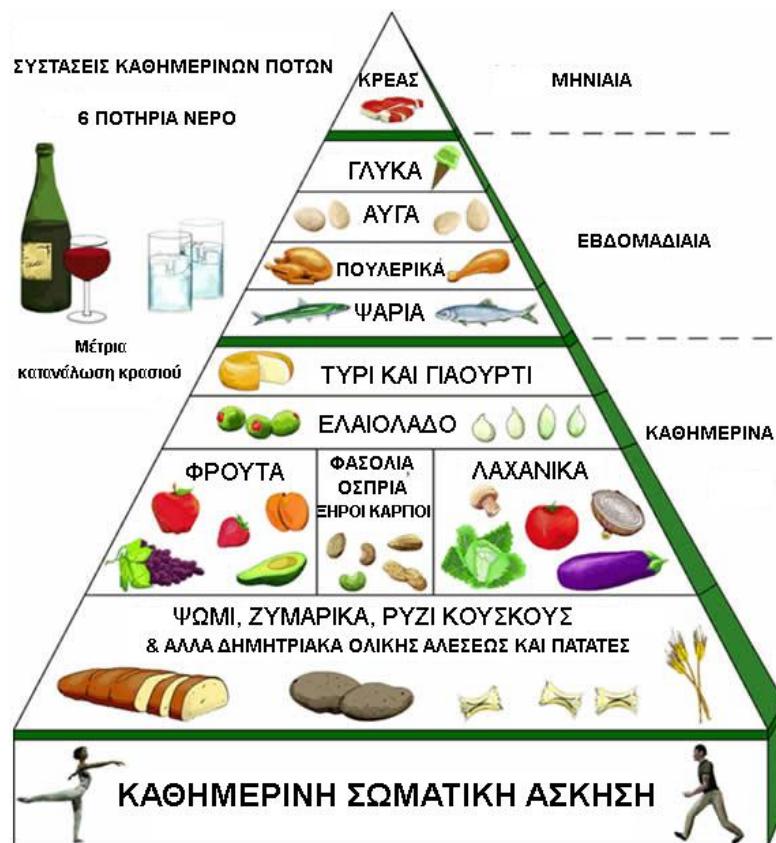 ΣΥΣΤΑΣΕΙΣ ΚΑΘΗΜΕΡΙΝΩΝ ΠΟΤΩΝ
6 ΠΟΤΗΡΙΑ ΝΕΡΟ
Μέτρια
κατανάλωση κρασιού
ΚΡΕΑΣ
ΜΗΝΙΑΙΑ
ΓΛΥΚΑ
ΑΥΓΑ
ΠΟΥΛΕΡΙΚΑ
ΨΑΡΙΑ
ΕΒΔΟΜΑΔΙΑΙΑ
ΤΥΡΙ ΚΑΙ ΓΙΑΟΥΡΤΙ
ΕΛΑΙΟΛΑΔΟ
ΚΑΘΗΜΕΡΙΝΑ
ΦΡΟΥΤΑ
ΦΑΣΟΛΙΑ,
ΟΣΠΡΙΑ,
ΞΗΡΟΙ ΚΑΡΠΟΙ
ΛΑΧΑΝΙΚΑ
ΨΩΜΙ, ΖΥΜΑΡΙΚΑ, ΡΥΖΙ ΚΟΥΣΚΟΥΣ
& ΑΛΛΑ ΔΗΜΗΤΡΙΑΚΑ ΟΛΙΚΗΣ ΑΛΕΣΕΩΣ ΚΑΙ ΠΑΤΑΤΕΣ
ΚΑΘΗΜΕΡΙΝΗ ΣΩΜΑΤΙΚΗ ΑΣΚΗΣΗ